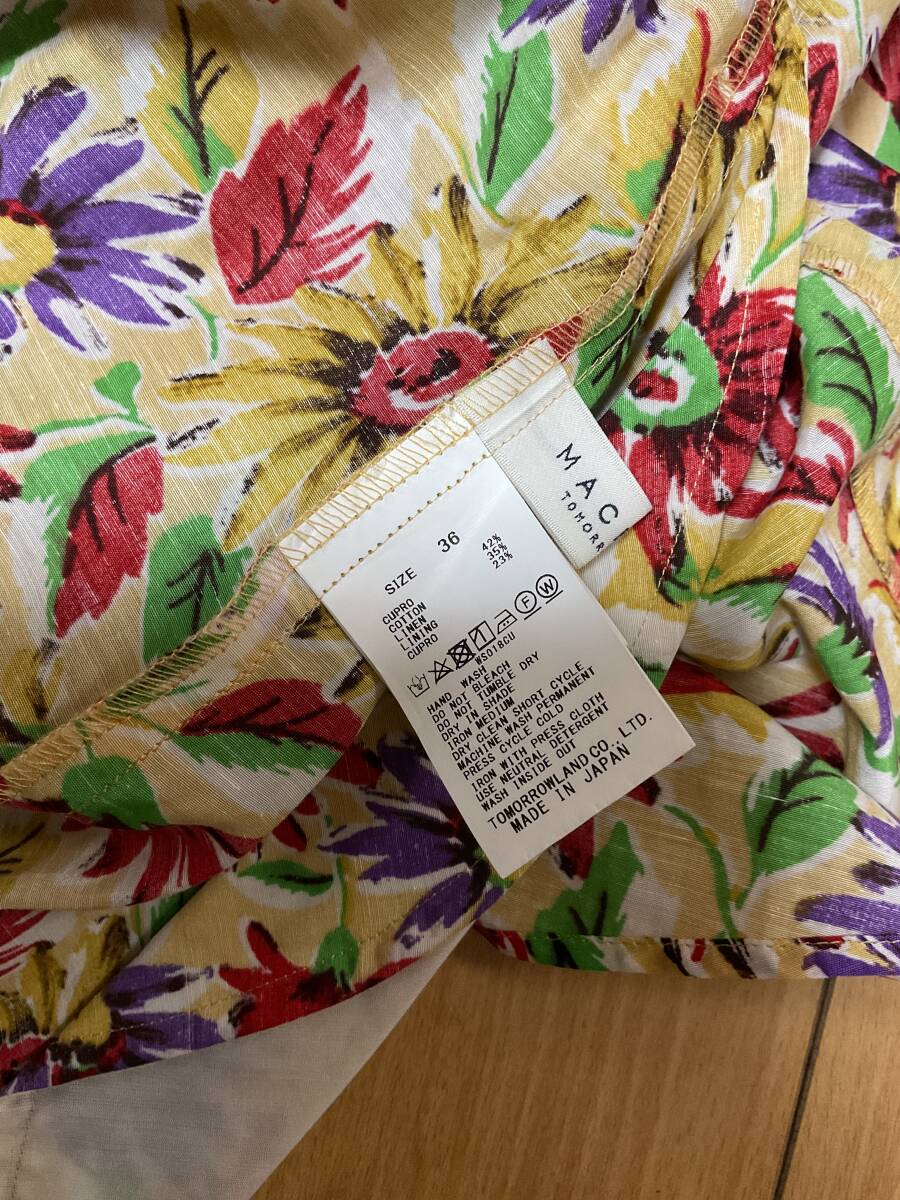 MAC
TOMORR
SIZE 36
CUPRO 42%
COTTON 35%
LINEN 23%
LINING
CUPRO
F W
WS018CU
HAND WASH
DO NOT BLEACH
DO NOT TUMBLE DRY
DRY IN SHADE
IRON MEDIUM
DRY CLEAN SHORT CYCLE
MACHINE WASH PERMANENT
PRESS CYCLE COLD
IRON WITH PRESS CLOTH
USE NEUTRAL DETERGENT
WASH INSIDE OUT
TOMORROWLAND CO., LTD.
MADE IN JAPAN